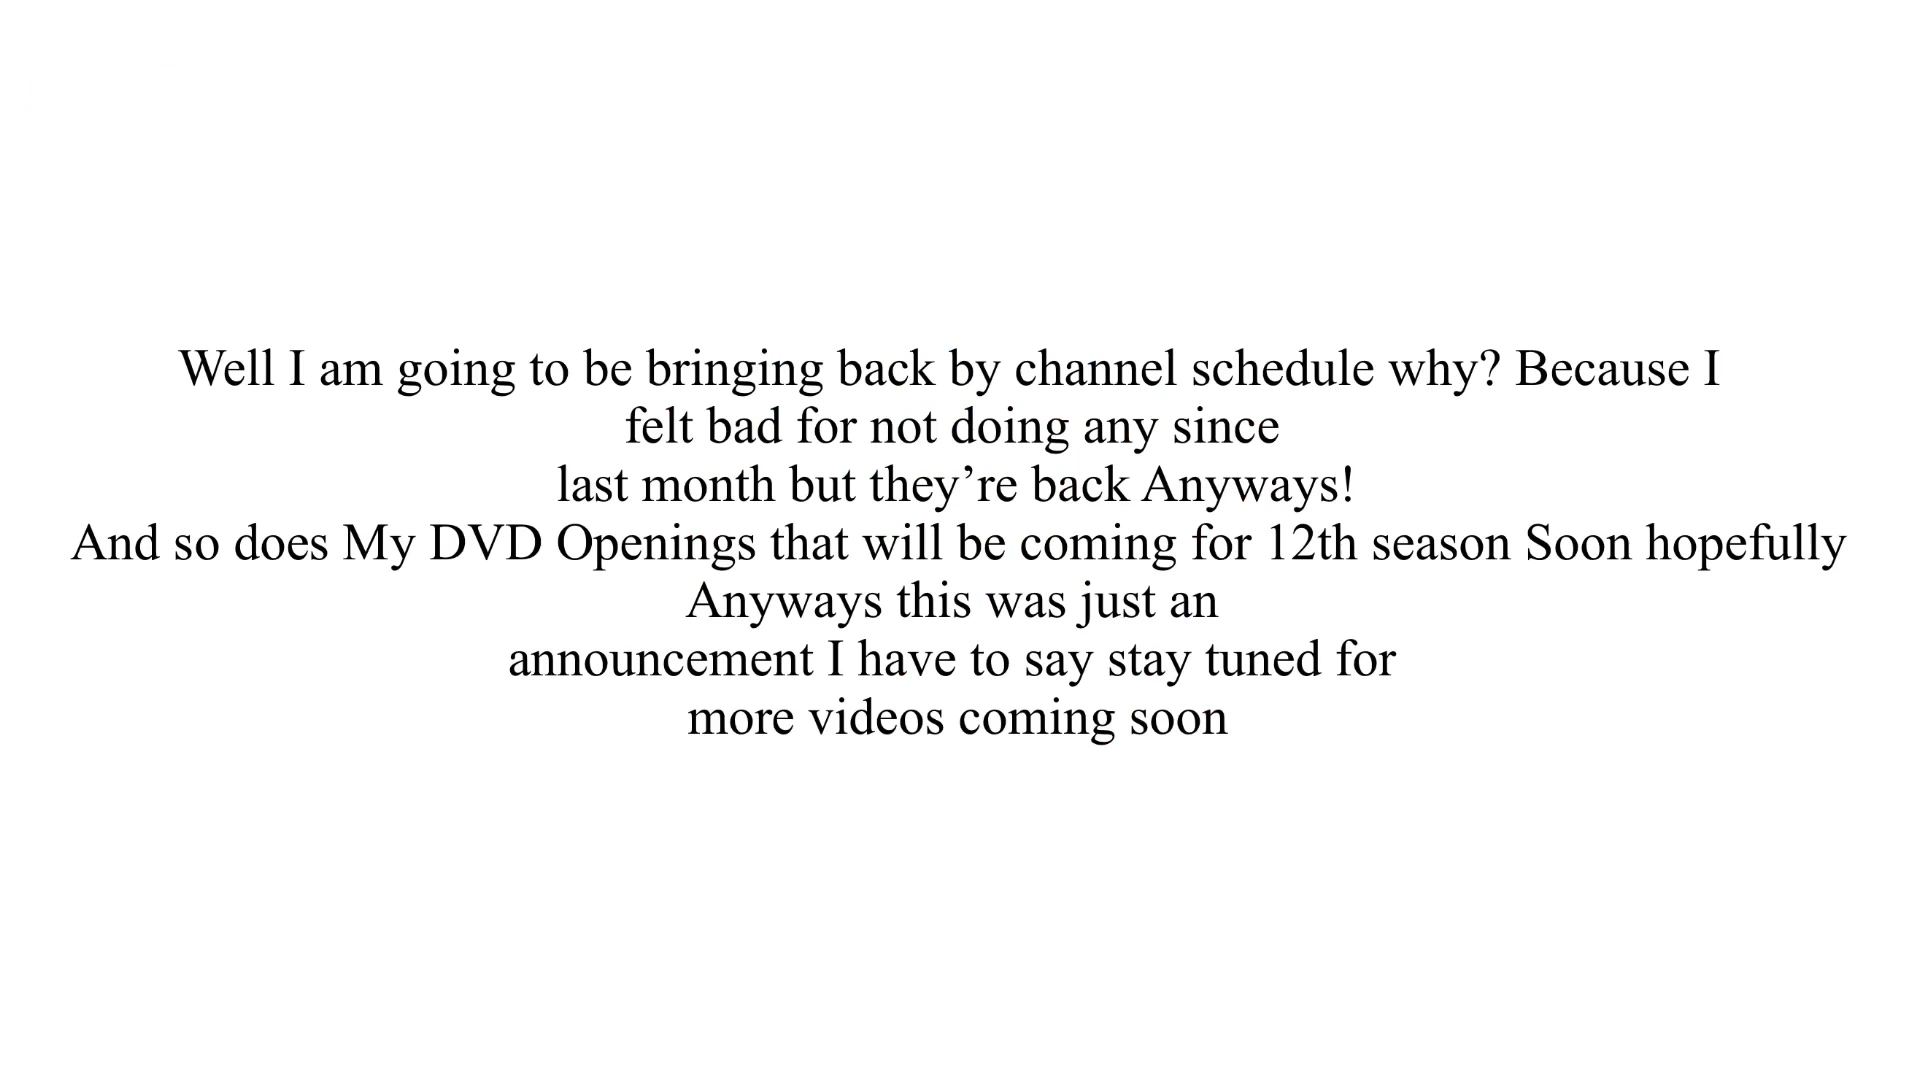 Well I am going to be bringing back by channel schedule why? Because I
felt bad for not doing any since
last month but they’re back Anyways!
And so does My DVD Openings that will be coming for 12th season Soon hopefully
Anyways this was just an
announcement I have to say stay tuned for
more videos coming soon